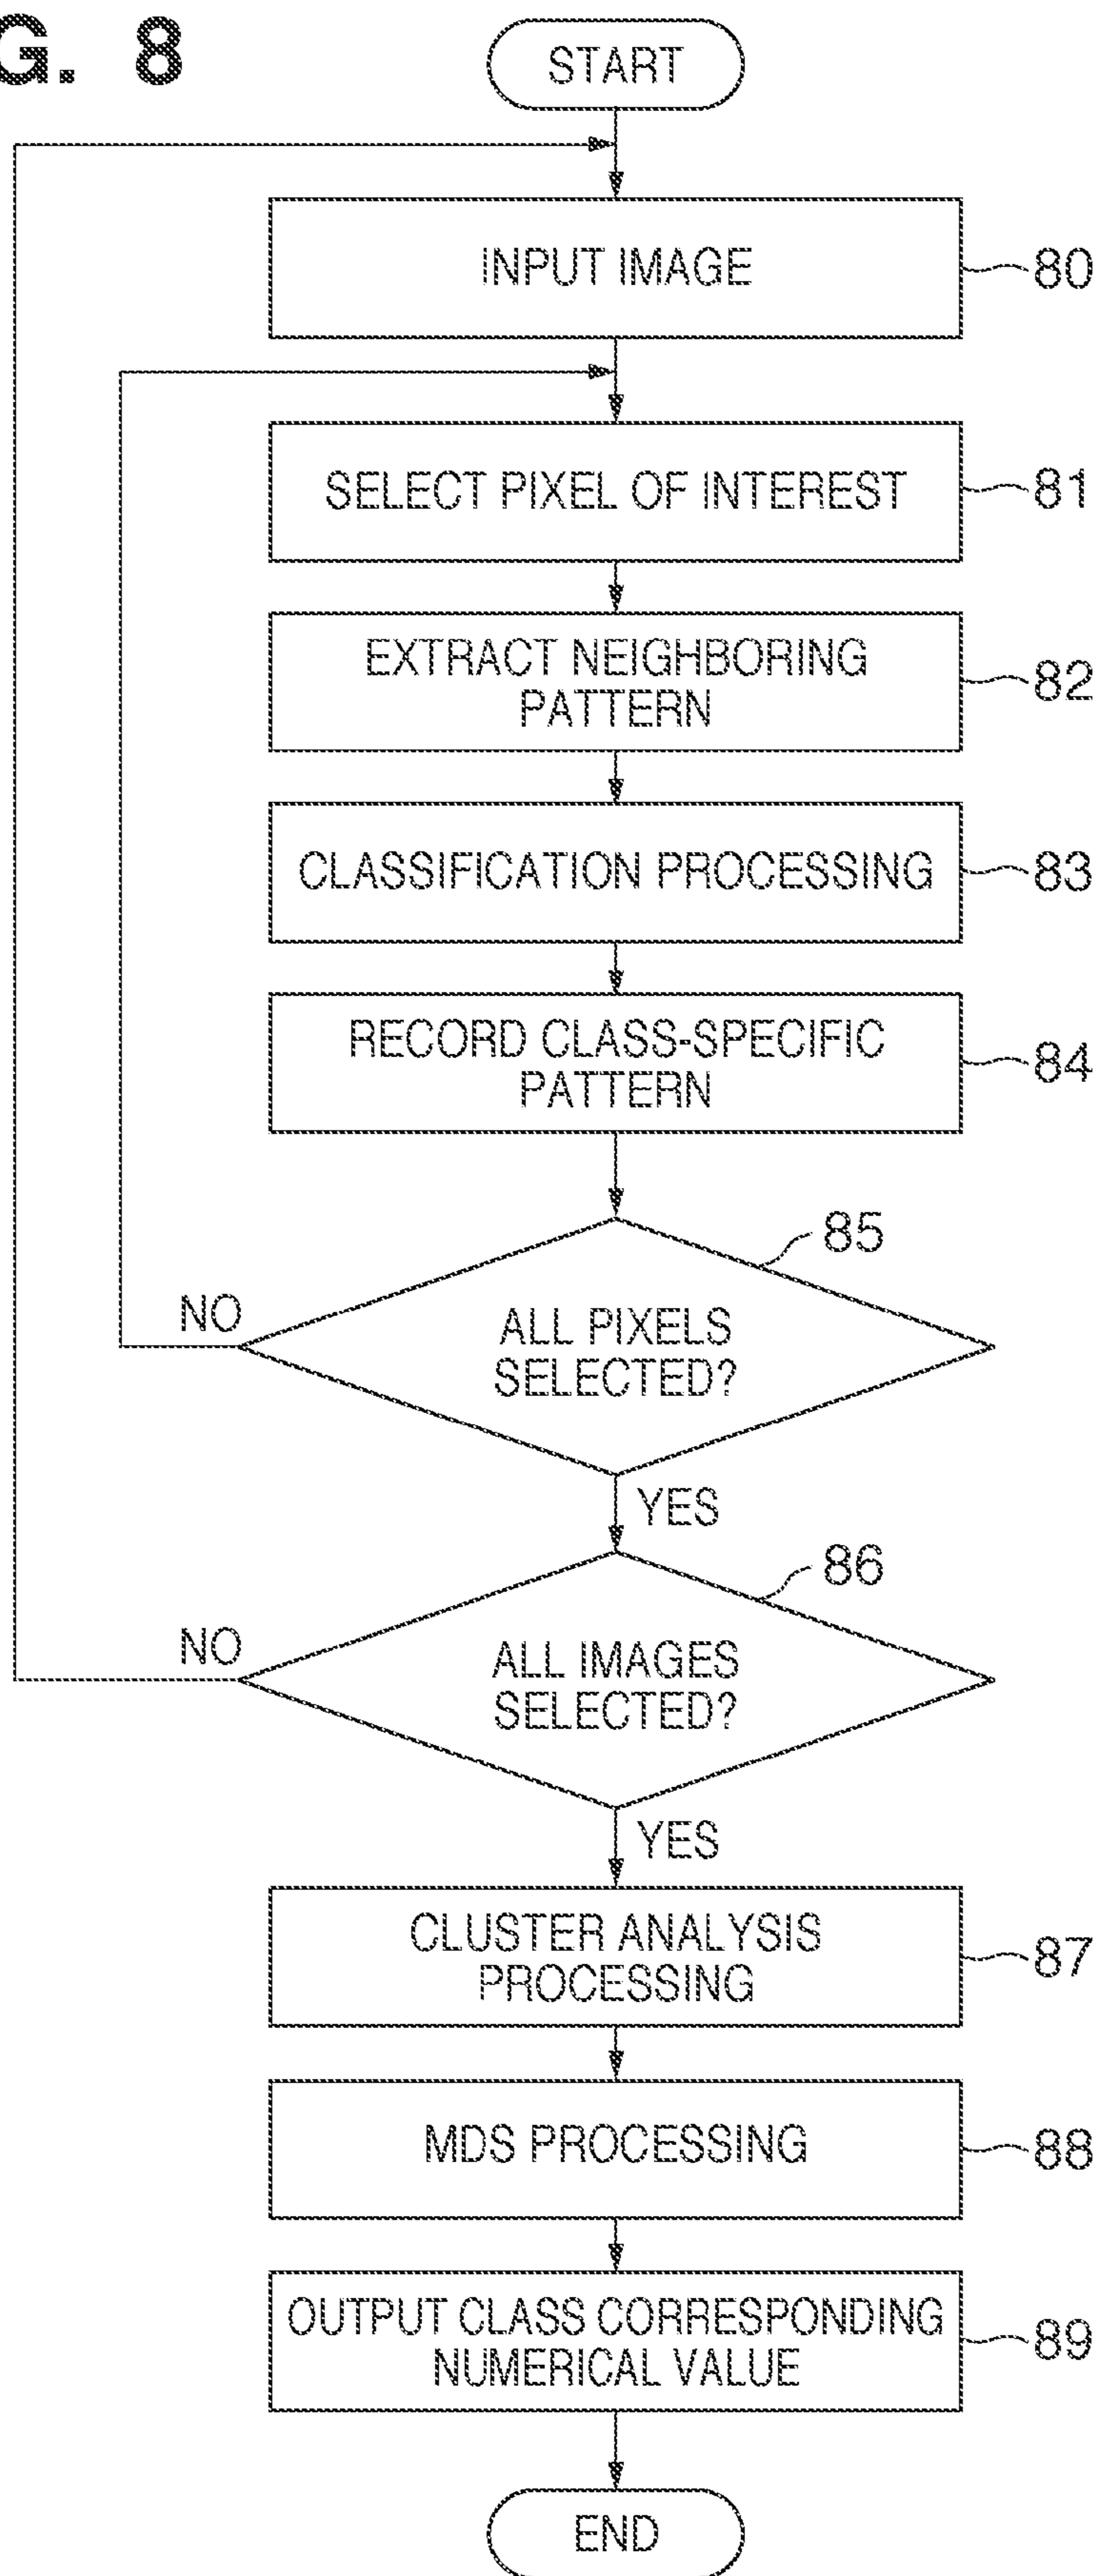 G. 8
START
INPUT IMAGE
80
SELECT PIXEL OF INTEREST
81
EXTRACT NEIGHBORING
PATTERN
82
CLASSIFICATION PROCESSING
83
RECORD CLASS-SPECIFIC
PATTERN
84
85
NO
ALL PIXELS
SELECTED?
YES
86
NO
ALL IMAGES
SELECTED?
YES
CLUSTER ANALYSIS
PROCESSING
87
MDS PROCESSING
88
OUTPUT CLASS CORRESPONDING
NUMERICAL VALUE
89
END